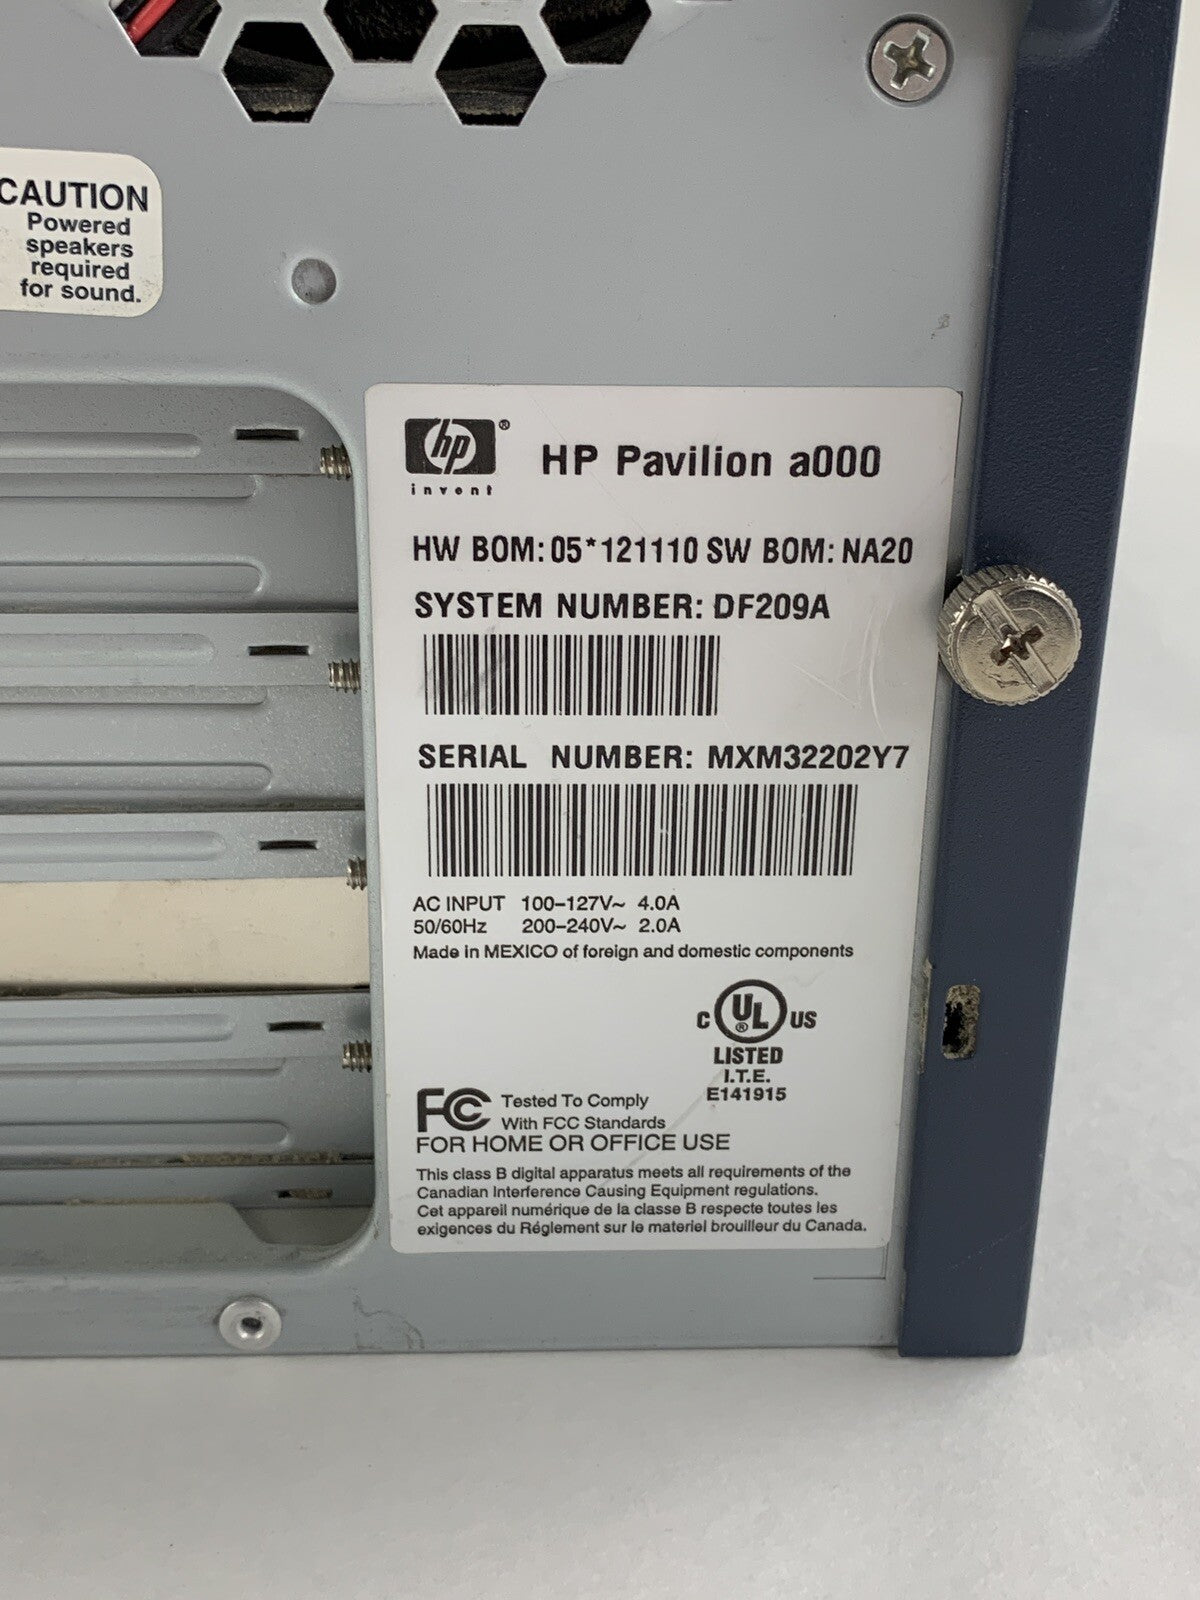 CAUTION
Powered
speakers
required
for sound.
hp ®
invent
HP Pavilion a000
HW BOM: 05*121110 SW BOM: NA20
SYSTEM NUMBER: DF209A
SERIAL NUMBER: MXM32202Y7
AC INPUT 100–127V~ 4.0A
50/60Hz 200–240V~ 2.0A
Made in MEXICO of foreign and domestic components
C UL ® US
LISTED
I.T.E.
E141915
FC Tested To Comply
With FCC Standards
FOR HOME OR OFFICE USE
This class B digital apparatus meets all requirements of the
Canadian Interference Causing Equipment regulations.
Cet appareil numérique de la classe B respecte toutes les
exigences du Réglement sur le materiel brouilleur du Canada.